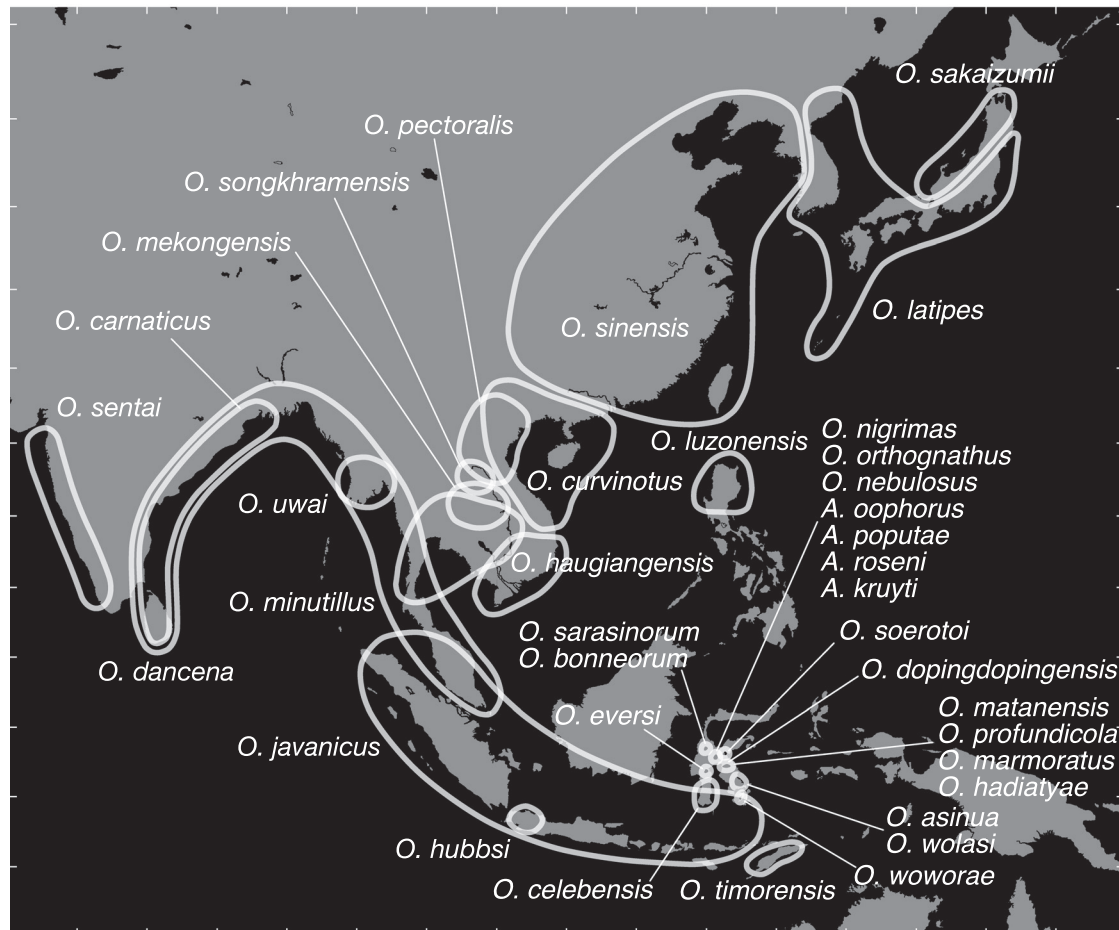 O. sakaizumii
O. pectoralis
O. songkhramensis
O. mekongensis
O. latipes
O. carnaticus
O. sinensis
O. sentai
O. luzonensis
O. nigrimas
O. orthognathus
O. nebulosus
A. oophorus
A. poputae
A. roseni
A. kruyti
O. curvinotus
O. uwai
O. haugiangensis
O. minutillus
O. sarasinorum
O. bonneorum
O. soerotoi
O. dancena
O. dopingdopingensis
O. eversi
O. matanensis
O. profundicola
O. marmoratus
O. hadiatyae
O. javanicus
O. asinua
O. wolasi
O. hubbsi
O. woworae
O. celebensis
O. timorensis